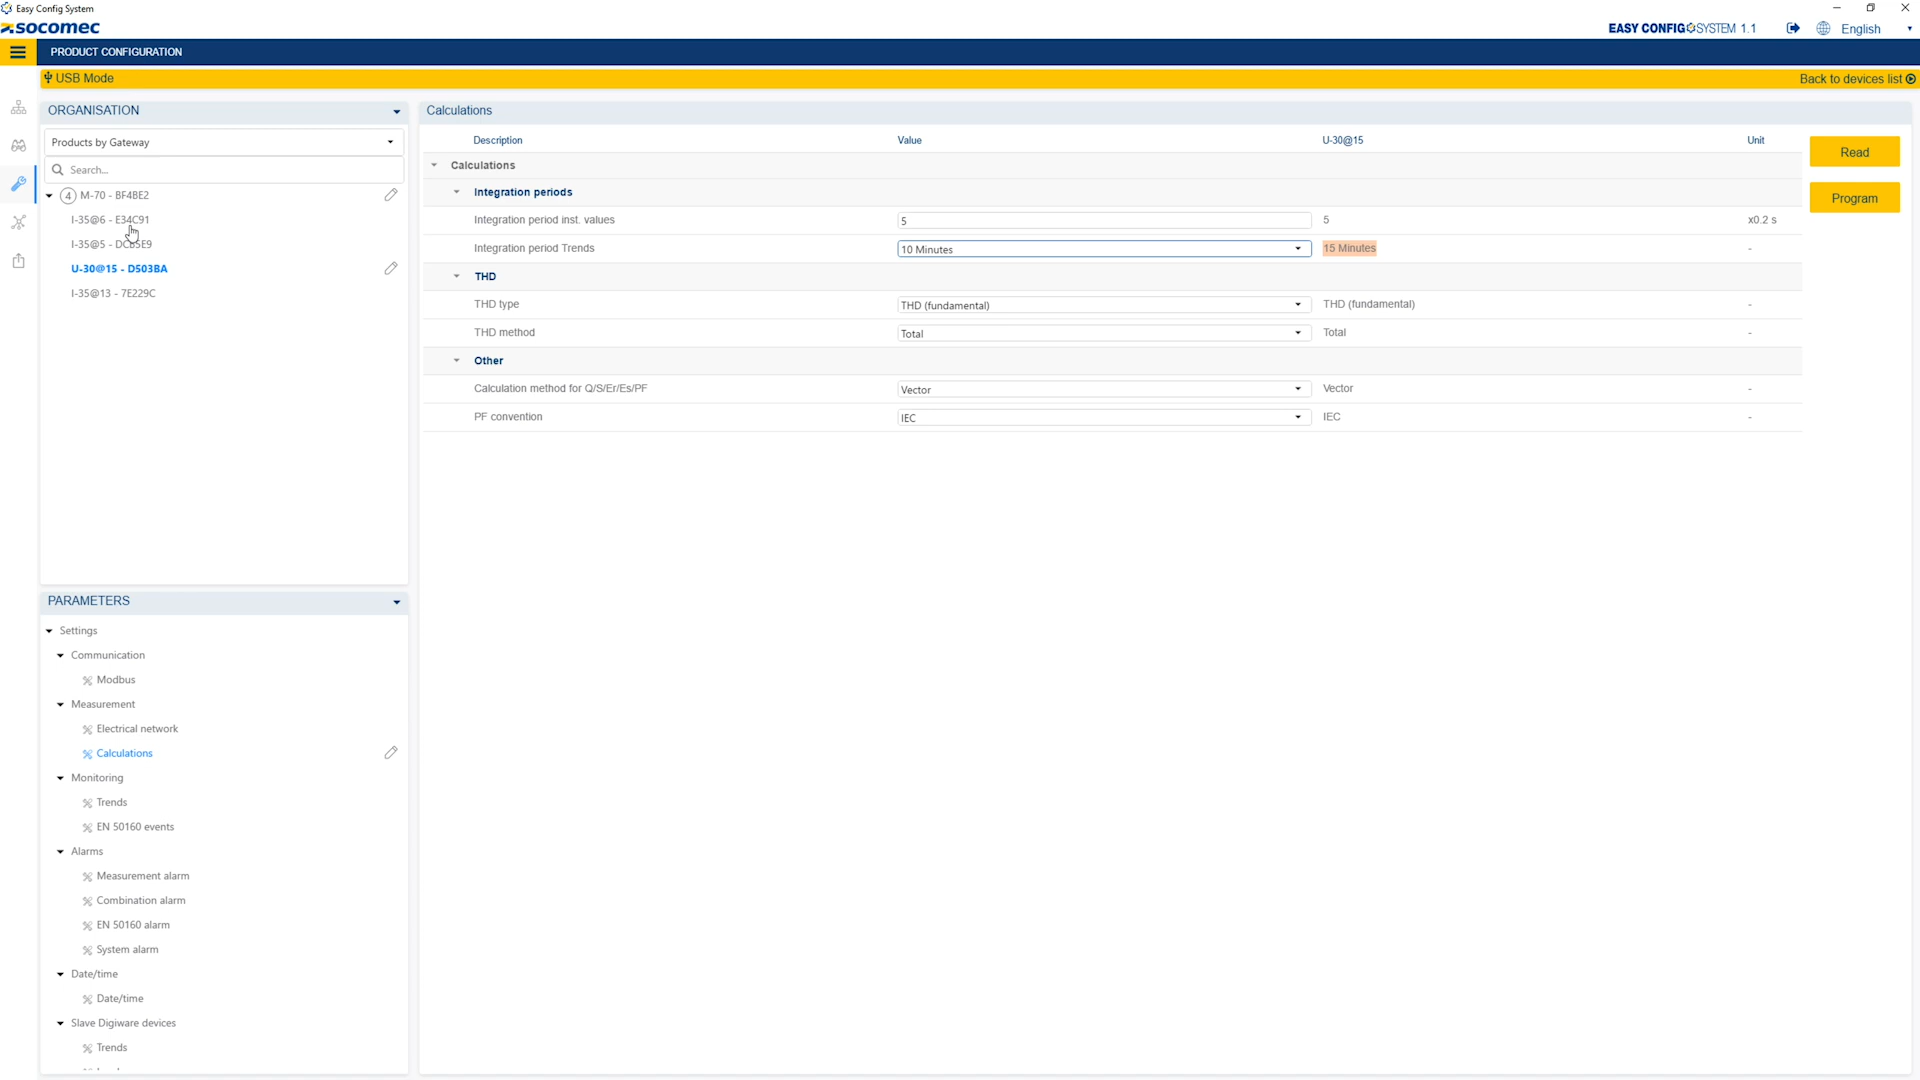 Easy Config System
socomec
EASY CONFIG SYSTEM 1.1
English
PRODUCT CONFIGURATION
USB Mode
Back to devices list
ORGANISATION
Products by Gateway
Search...
4 M-70 - BF4BE2
I-35@6 - E34C91
I-35@5 - DCB5E9
U-30@15 - D503BA
I-35@13 - 7E229C
Calculations
Description Value U-30@15 Unit
Calculations
Integration periods
Integration period inst. values 5 5 x0.2 s
Integration period Trends 10 Minutes 15 Minutes -
THD
THD type THD (fundamental) THD (fundamental) -
THD method Total Total -
Other
Calculation method for Q/S/Er/Es/PF Vector Vector -
PF convention IEC IEC -
Read
Program
PARAMETERS
Settings
Communication
Modbus
Measurement
Electrical network
Calculations
Monitoring
Trends
EN 50160 events
Alarms
Measurement alarm
Combination alarm
EN 50160 alarm
System alarm
Date/time
Date/time
Slave Digiware devices
Trends